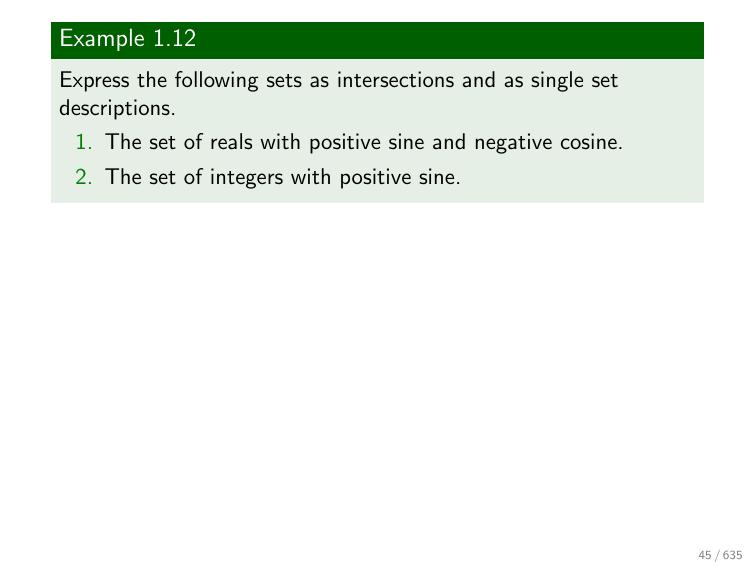 Example 1.12
Express the following sets as intersections and as single set
descriptions.
1. The set of reals with positive sine and negative cosine.
2. The set of integers with positive sine.
45 / 635